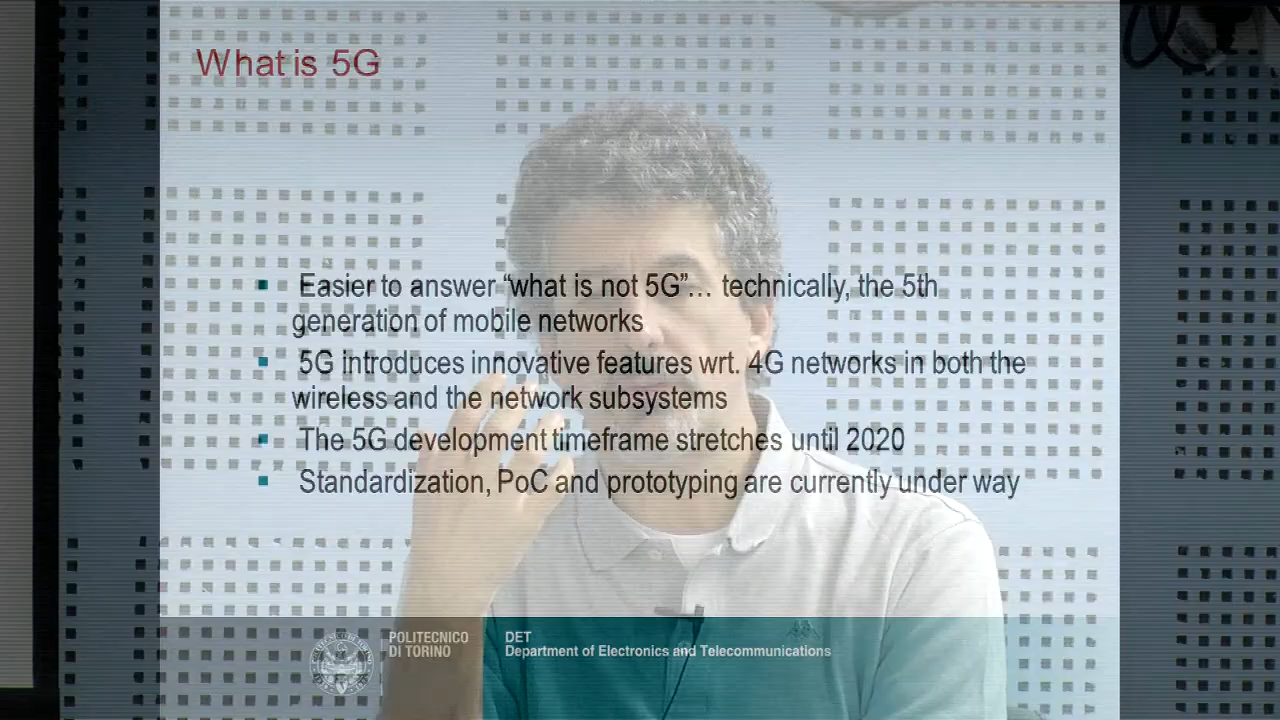 What is 5G
Easier to answer “what is not 5G”… technically, the 5th
generation of mobile networks
5G introduces innovative features wrt. 4G networks in both the
wireless and the network subsystems
The 5G development timeframe stretches until 2020
Standardization, PoC and prototyping are currently under way
POLITECNICO
DI TORINO
DET
Department of Electronics and Telecommunications